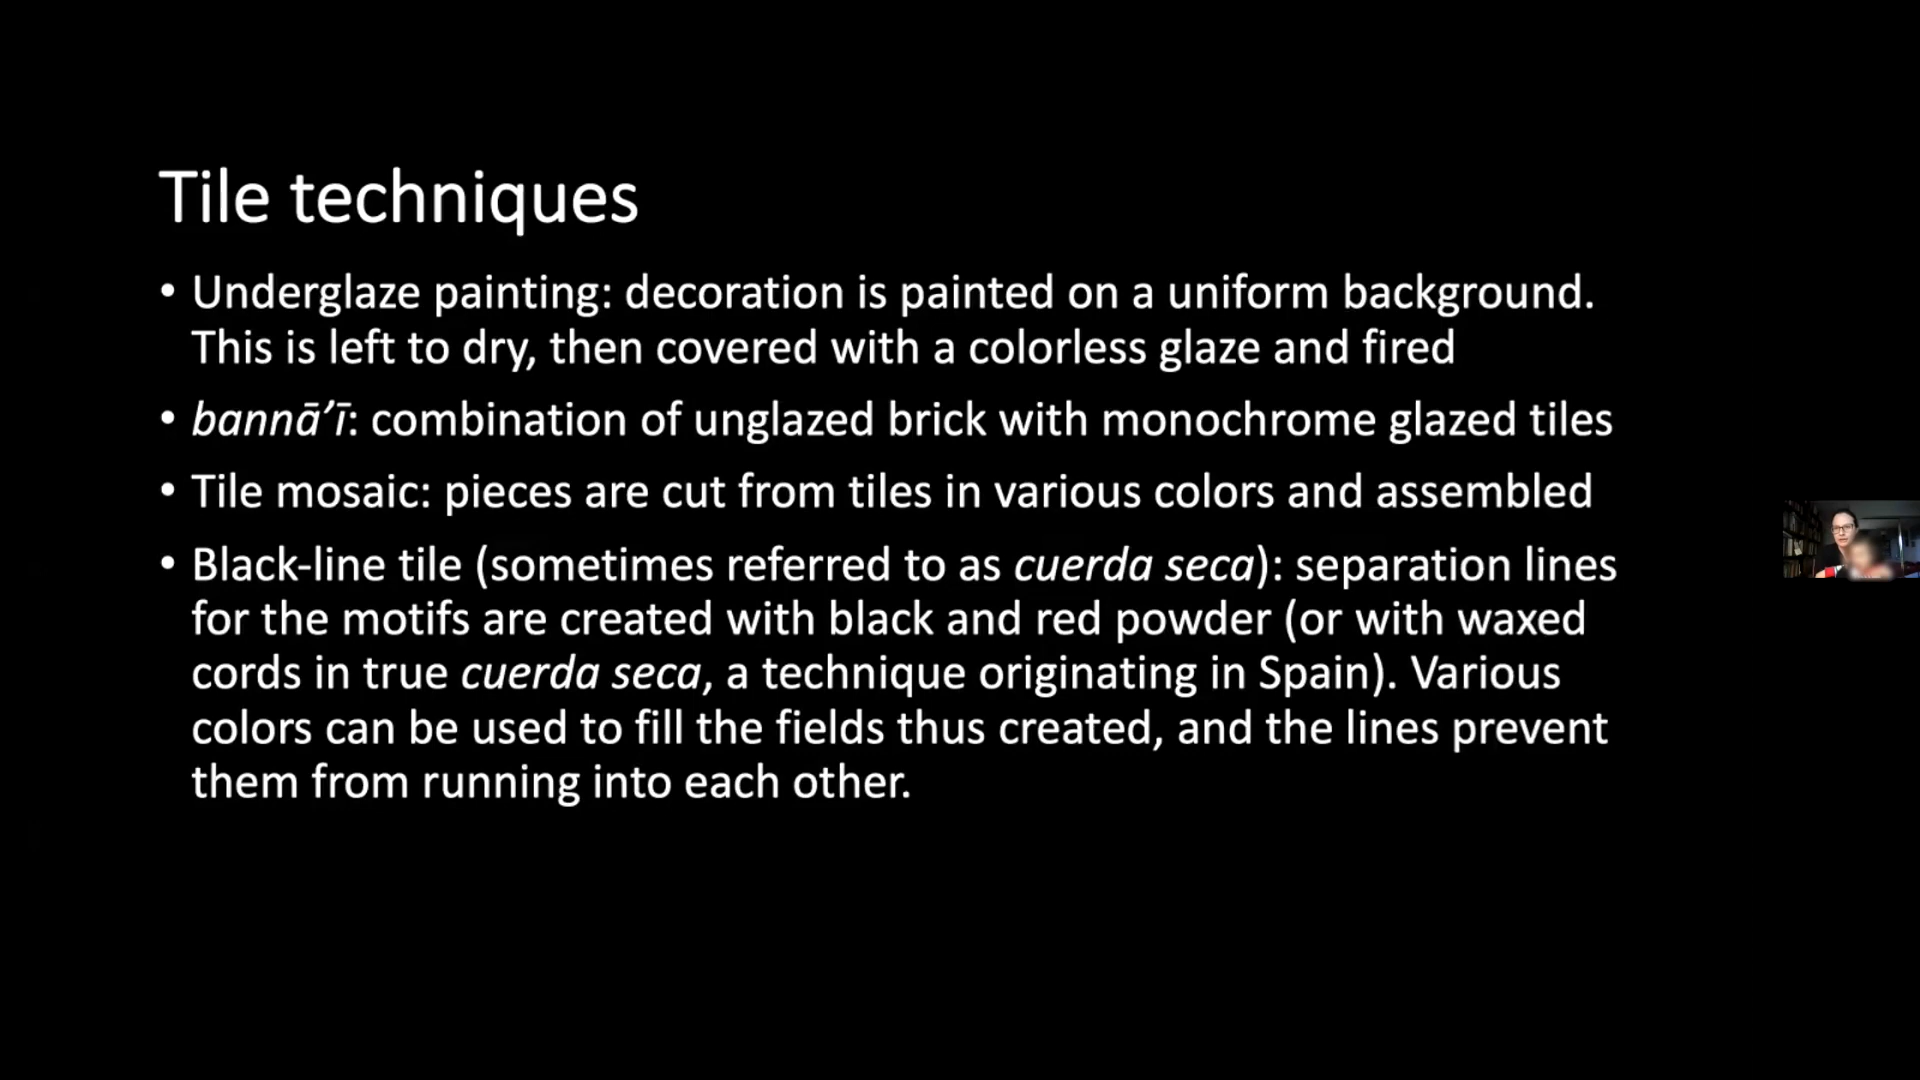 Tile techniques
• Underglaze painting: decoration is painted on a uniform background.
This is left to dry, then covered with a colorless glaze and fired
• bannā’ī: combination of unglazed brick with monochrome glazed tiles
• Tile mosaic: pieces are cut from tiles in various colors and assembled
• Black-line tile (sometimes referred to as cuerda seca): separation lines
for the motifs are created with black and red powder (or with waxed
cords in true cuerda seca, a technique originating in Spain). Various
colors can be used to fill the fields thus created, and the lines prevent
them from running into each other.